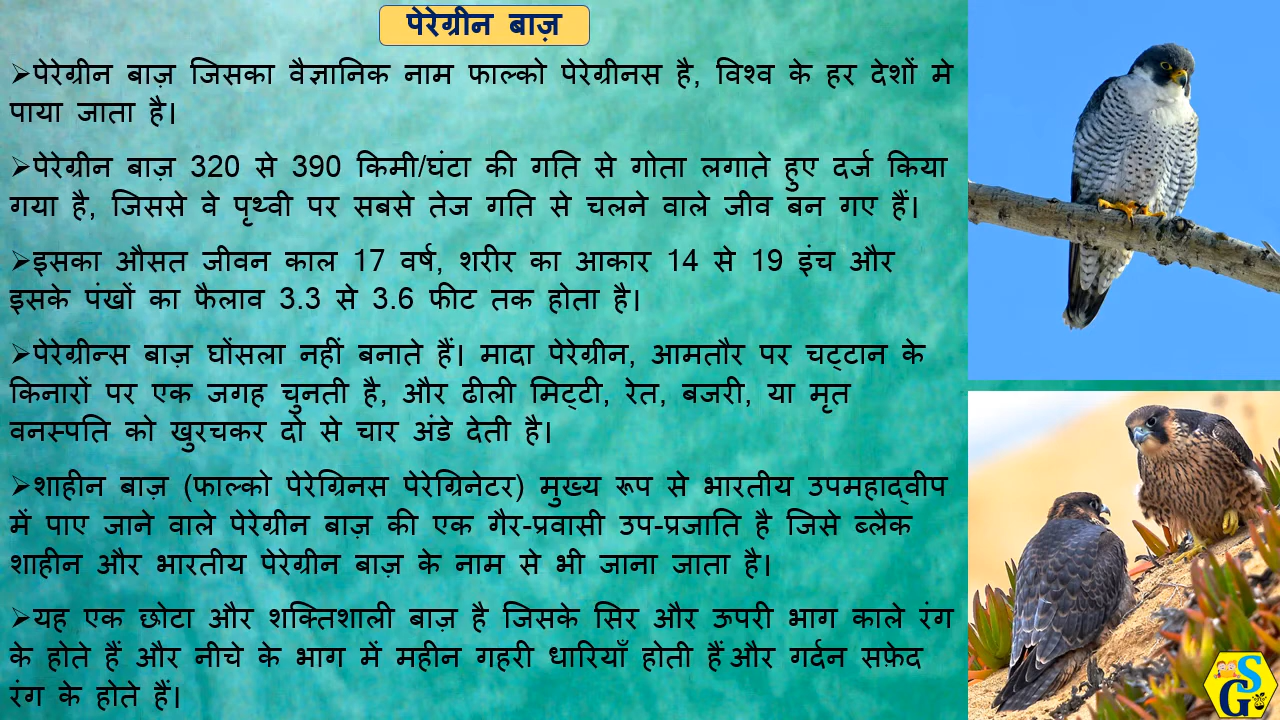 पेरेग्रीन बाज़
➢पेरेग्रीन बाज़ जिसका वैज्ञानिक नाम फाल्को पेरेग्रीनस है, विश्व के हर देशों मे
पाया जाता है।
➢पेरेग्रीन बाज़ 320 से 390 किमी/घंटा की गति से गोता लगाते हुए दर्ज किया
गया है, जिससे वे पृथ्वी पर सबसे तेज गति से चलने वाले जीव बन गए हैं।
➢इसका औसत जीवन काल 17 वर्ष, शरीर का आकार 14 से 19 इंच और
इसके पंखों का फैलाव 3.3 से 3.6 फीट तक होता है।
➢पेरेग्रीन्स बाज़ घोंसला नहीं बनाते हैं। मादा पेरेग्रीन, आमतौर पर चट्टान के
किनारों पर एक जगह चुनती है, और ढीली मिट्टी, रेत, बजरी, या मृत
वनस्पति को खुरचकर दो से चार अंडे देती है।
➢शाहीन बाज़ (फाल्को पेरेग्रिनस पेरेग्रिनेटर) मुख्य रूप से भारतीय उपमहाद्वीप
में पाए जाने वाले पेरेग्रीन बाज़ की एक गैर-प्रवासी उप-प्रजाति है जिसे ब्लैक
शाहीन और भारतीय पेरेग्रीन बाज़ के नाम से भी जाना जाता है।
➢यह एक छोटा और शक्तिशाली बाज़ है जिसके सिर और ऊपरी भाग काले रंग
के होते हैं और नीचे के भाग में महीन गहरी धारियाँ होती हैं और गर्दन सफ़ेद
रंग के होते हैं।
SG